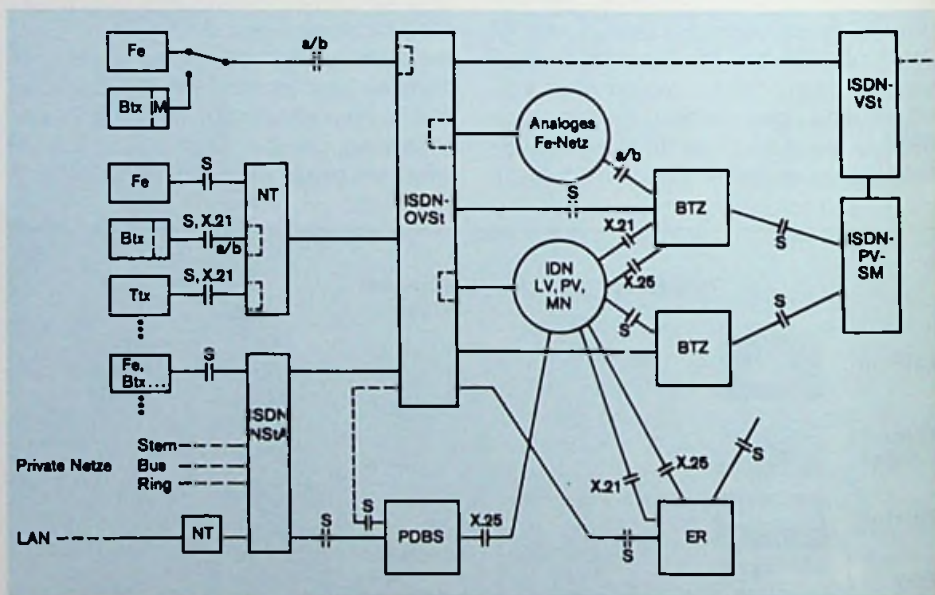 Fe
a/b
Btx M
Fe
S
NT
Btx
S, X.21
a/b
Ttx
S, X.21
Fe,
Btx...
S
ISDN
NStA
Private Netze
Stern
Bus
Ring
LAN
NT
S
S
PDBS
X.25
ISDN-
OVSt
Analoges
Fe-Netz
a/b
S
BTZ
X.21
X.25
IDN
LV, PV,
MN
S
BTZ
S
S
ISDN-
VSt
ISDN-
PV-
SM
X.21
X.25
S
S
ER